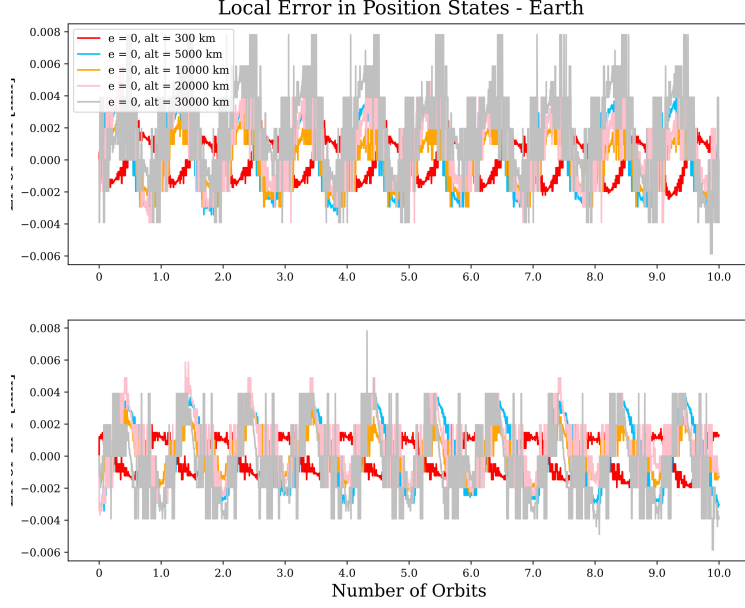 Local Error in Position States - Earth
0.008
0.006
0.004
0.002
0.000
−0.002
−0.004
−0.006
e = 0, alt = 300 km
e = 0, alt = 5000 km
e = 0, alt = 10000 km
e = 0, alt = 20000 km
e = 0, alt = 30000 km
0 1.0 2.0 3.0 4.0 5.0 6.0 7.0 8.0 9.0 10.0
0.008
0.006
0.004
0.002
0.000
−0.002
−0.004
−0.006
0 1.0 2.0 3.0 4.0 5.0 6.0 7.0 8.0 9.0 10.0
Number of Orbits